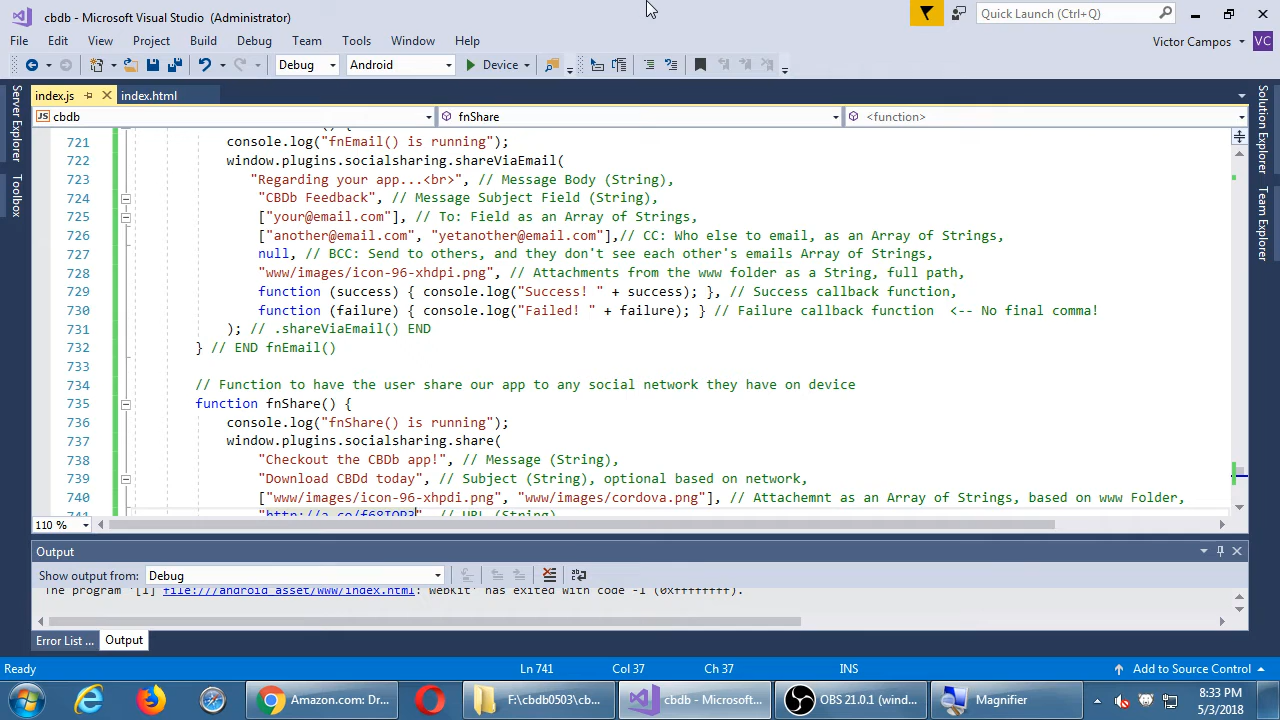 cbdb - Microsoft Visual Studio (Administrator)
Quick Launch (Ctrl+Q)
File Edit View Project Build Debug Team Tools Window Help
Victor Campos VC
Debug Android Device
index.js index.html
JS cbdb fnShare <function>
Server Explorer
Toolbox
Solution Explorer
Team Explorer
721 console.log("fnEmail() is running");
722 window.plugins.socialsharing.shareViaEmail(
723 "Regarding your app...<br>", // Message Body (String),
724 "CBDb Feedback", // Message Subject Field (String),
725 ["your@email.com"], // To: Field as an Array of Strings,
726 ["another@email.com", "yetanother@email.com"],// CC: Who else to email, as an Array of Strings,
727 null, // BCC: Send to others, and they don't see each other's emails Array of Strings,
728 "www/images/icon-96-xhdpi.png", // Attachments from the www folder as a String, full path,
729 function (success) { console.log("Success! " + success); }, // Success callback function,
730 function (failure) { console.log("Failed! " + failure); } // Failure callback function <-- No final comma!
731 ); // .shareViaEmail() END
732 } // END fnEmail()
733
734 // Function to have the user share our app to any social network they have on device
735 function fnShare() {
736 console.log("fnShare() is running");
737 window.plugins.socialsharing.share(
738 "Checkout the CBDb app!", // Message (String),
739 "Download CBDd today", // Subject (String), optional based on network,
740 ["www/images/icon-96-xhpdi.png", "www/images/cordova.png"], // Attachemnt as an Array of Strings, based on www Folder,
741 // URL (String)
110 %
Output
Show output from: Debug
The program '[1] file:///android_asset/www/index.html: WebKit' has exited with code -1 (0xffffffff).
Error List ... Output
Ready Ln 741 Col 37 Ch 37 INS Add to Source Control
Amazon.com: Dr... F:\cbdb0503\cb... cbdb - Microsof... OBS 21.0.1 (wind... Magnifier
8:33 PM
5/3/2018